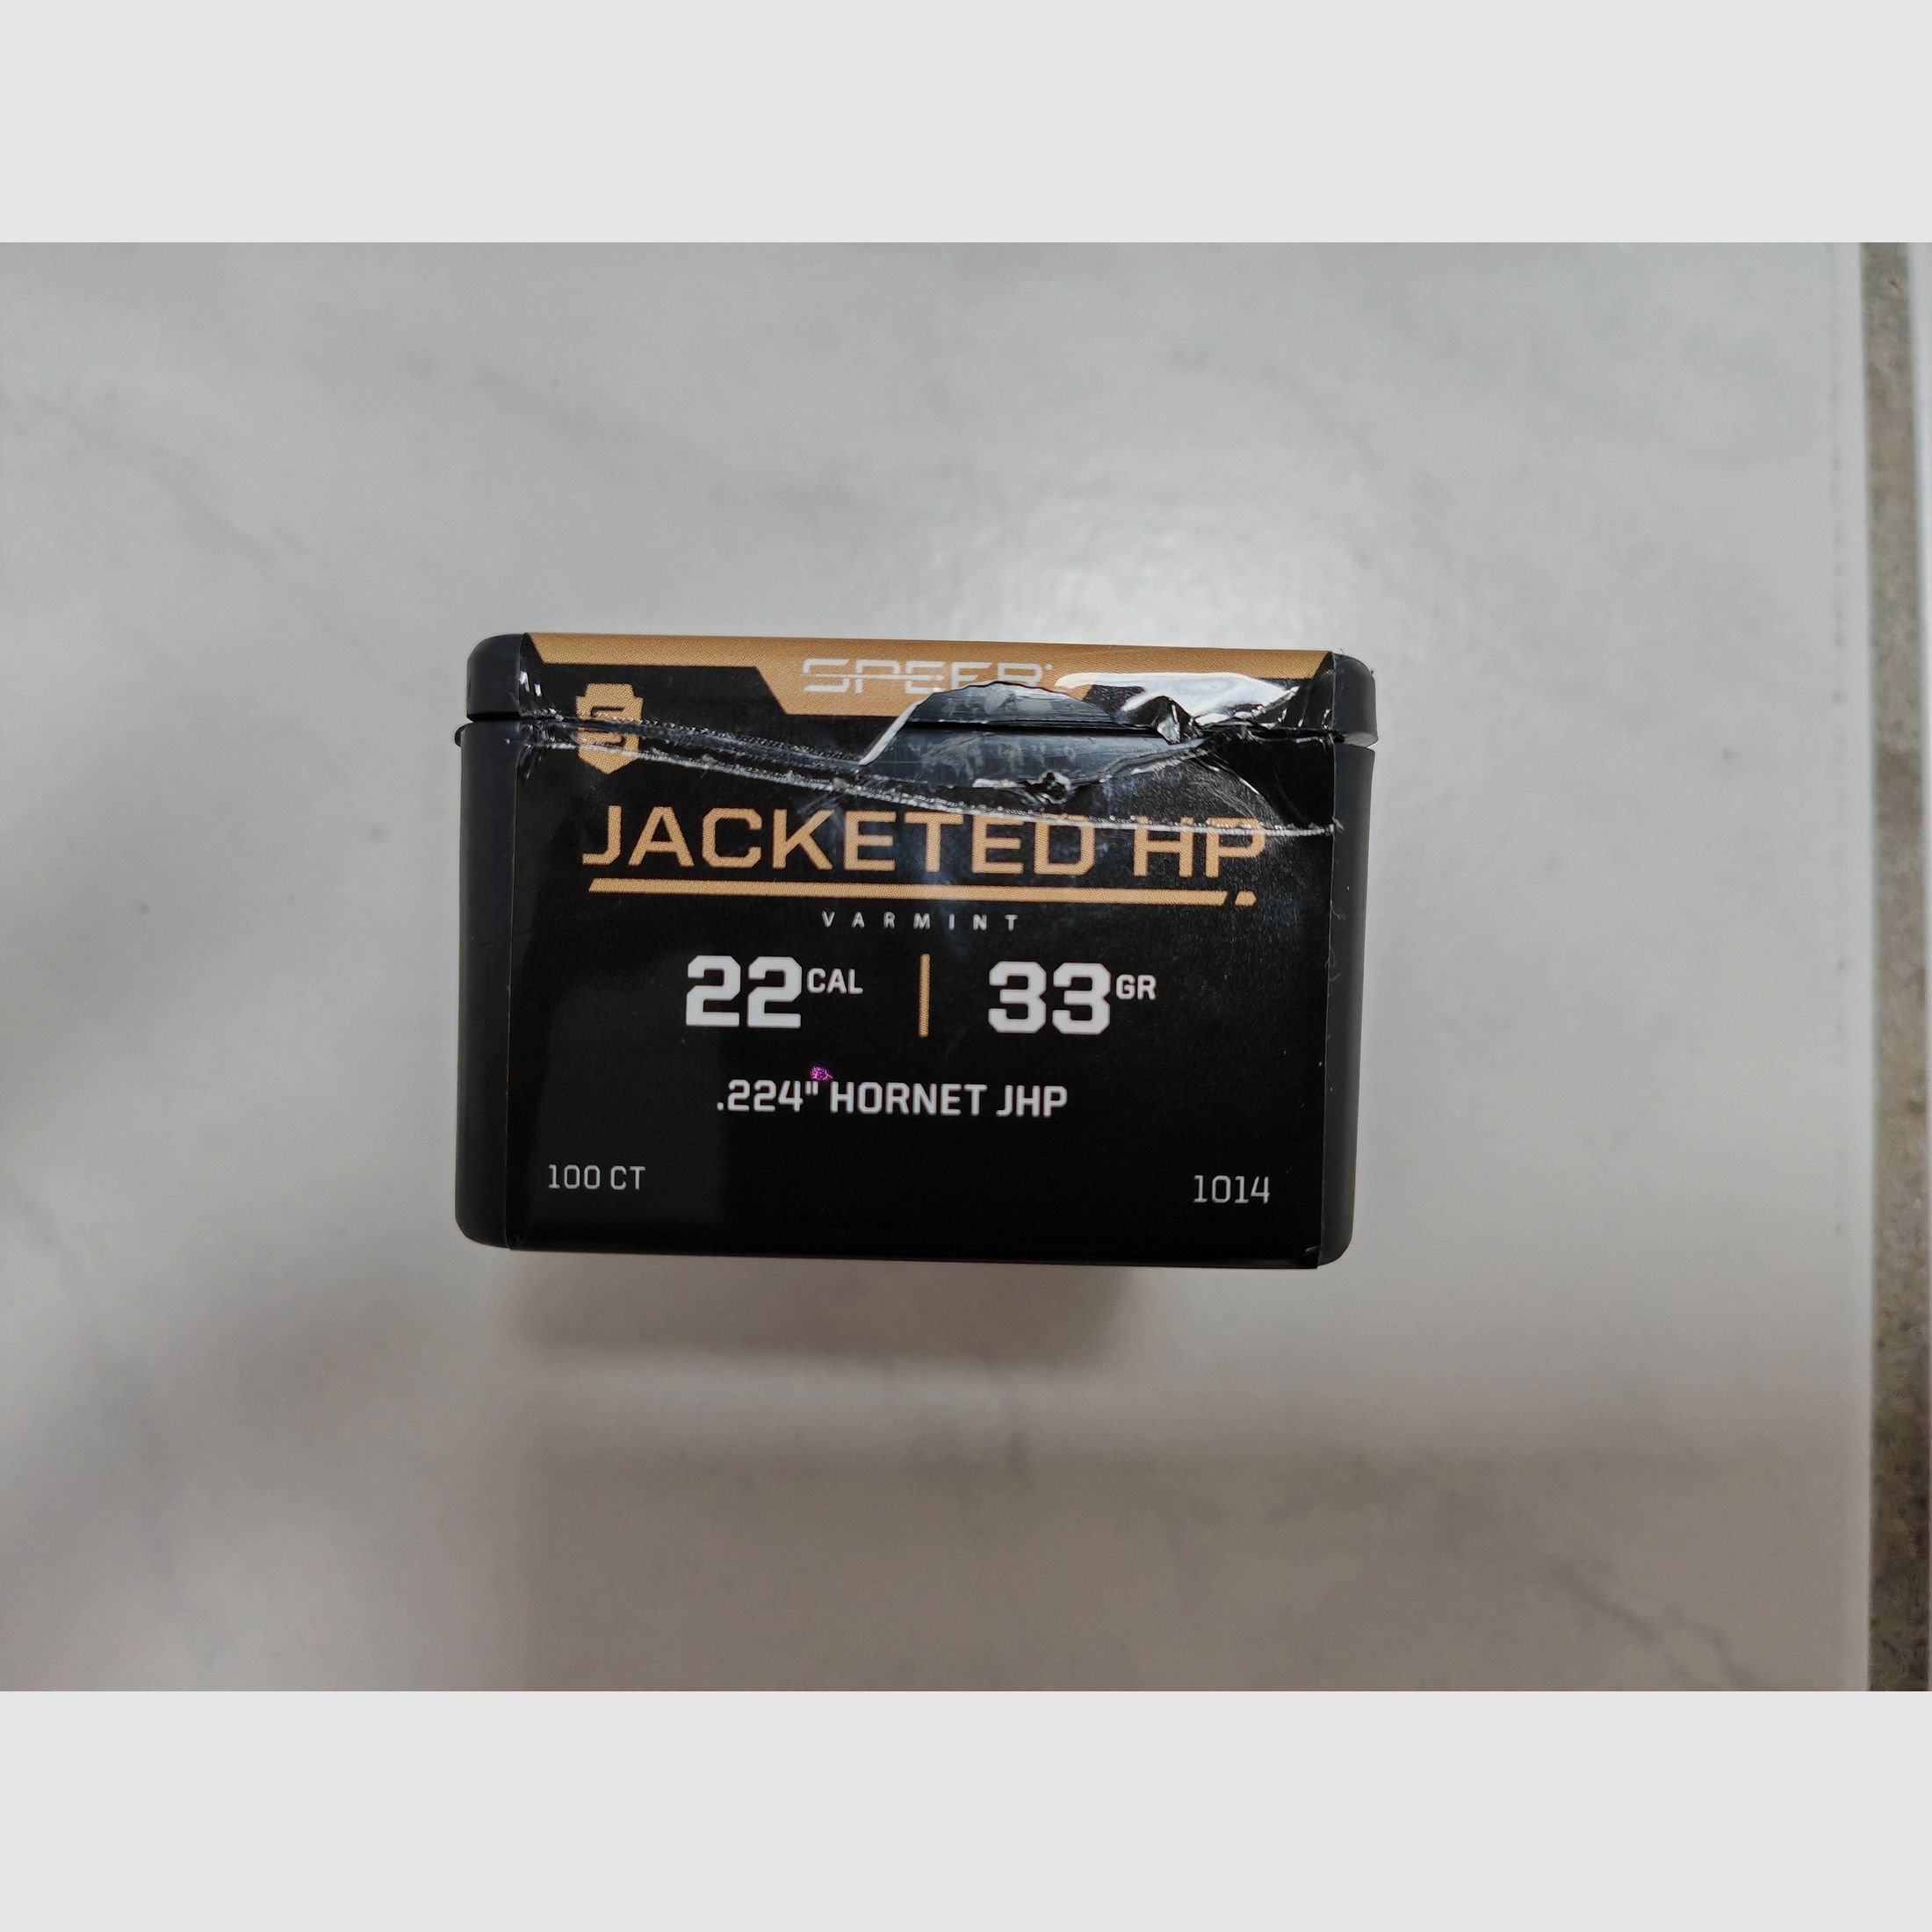 SPEER
JACKETED HP
VARMINT
22 CAL | 33 GR
.224" HORNET JHP
100 CT
1014